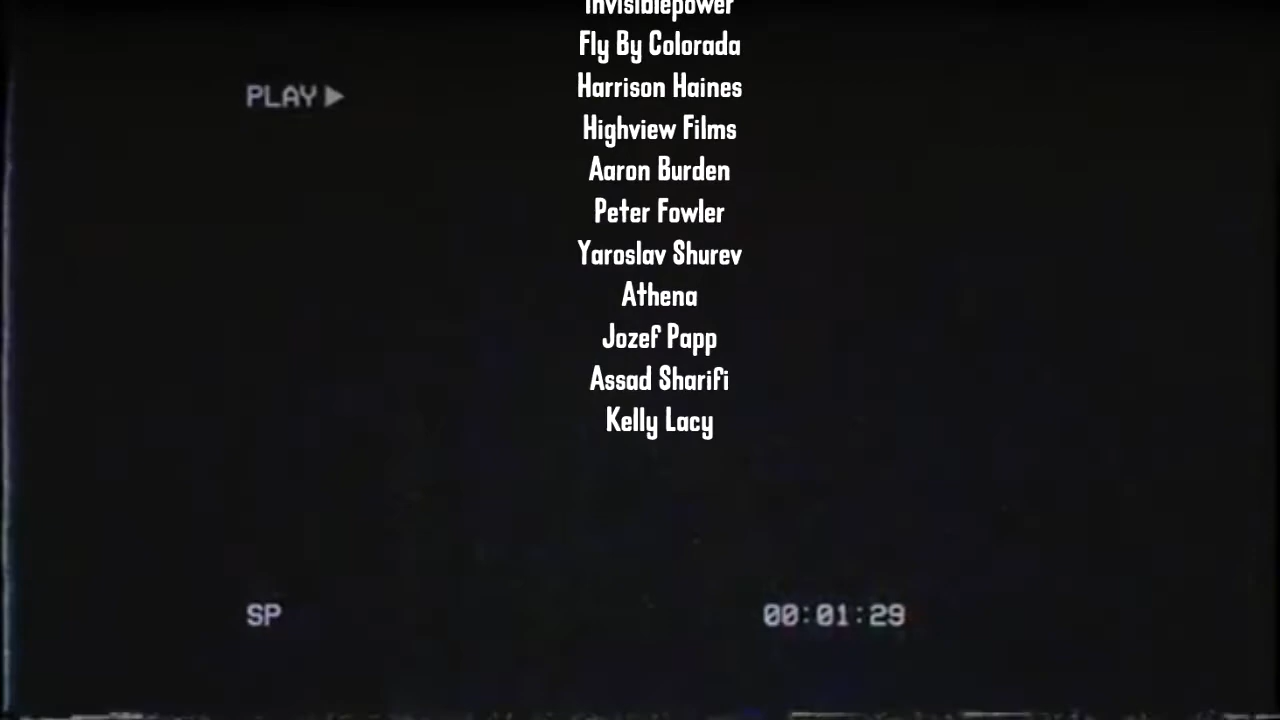 Invisiblepower
Fly By Colorada
Harrison Haines
PLAY
Highview Films
Aaron Burden
Peter Fowler
Yaroslav Shurev
Athena
Jozef Papp
Assad Sharifi
Kelly Lacy
SP
00:01:29